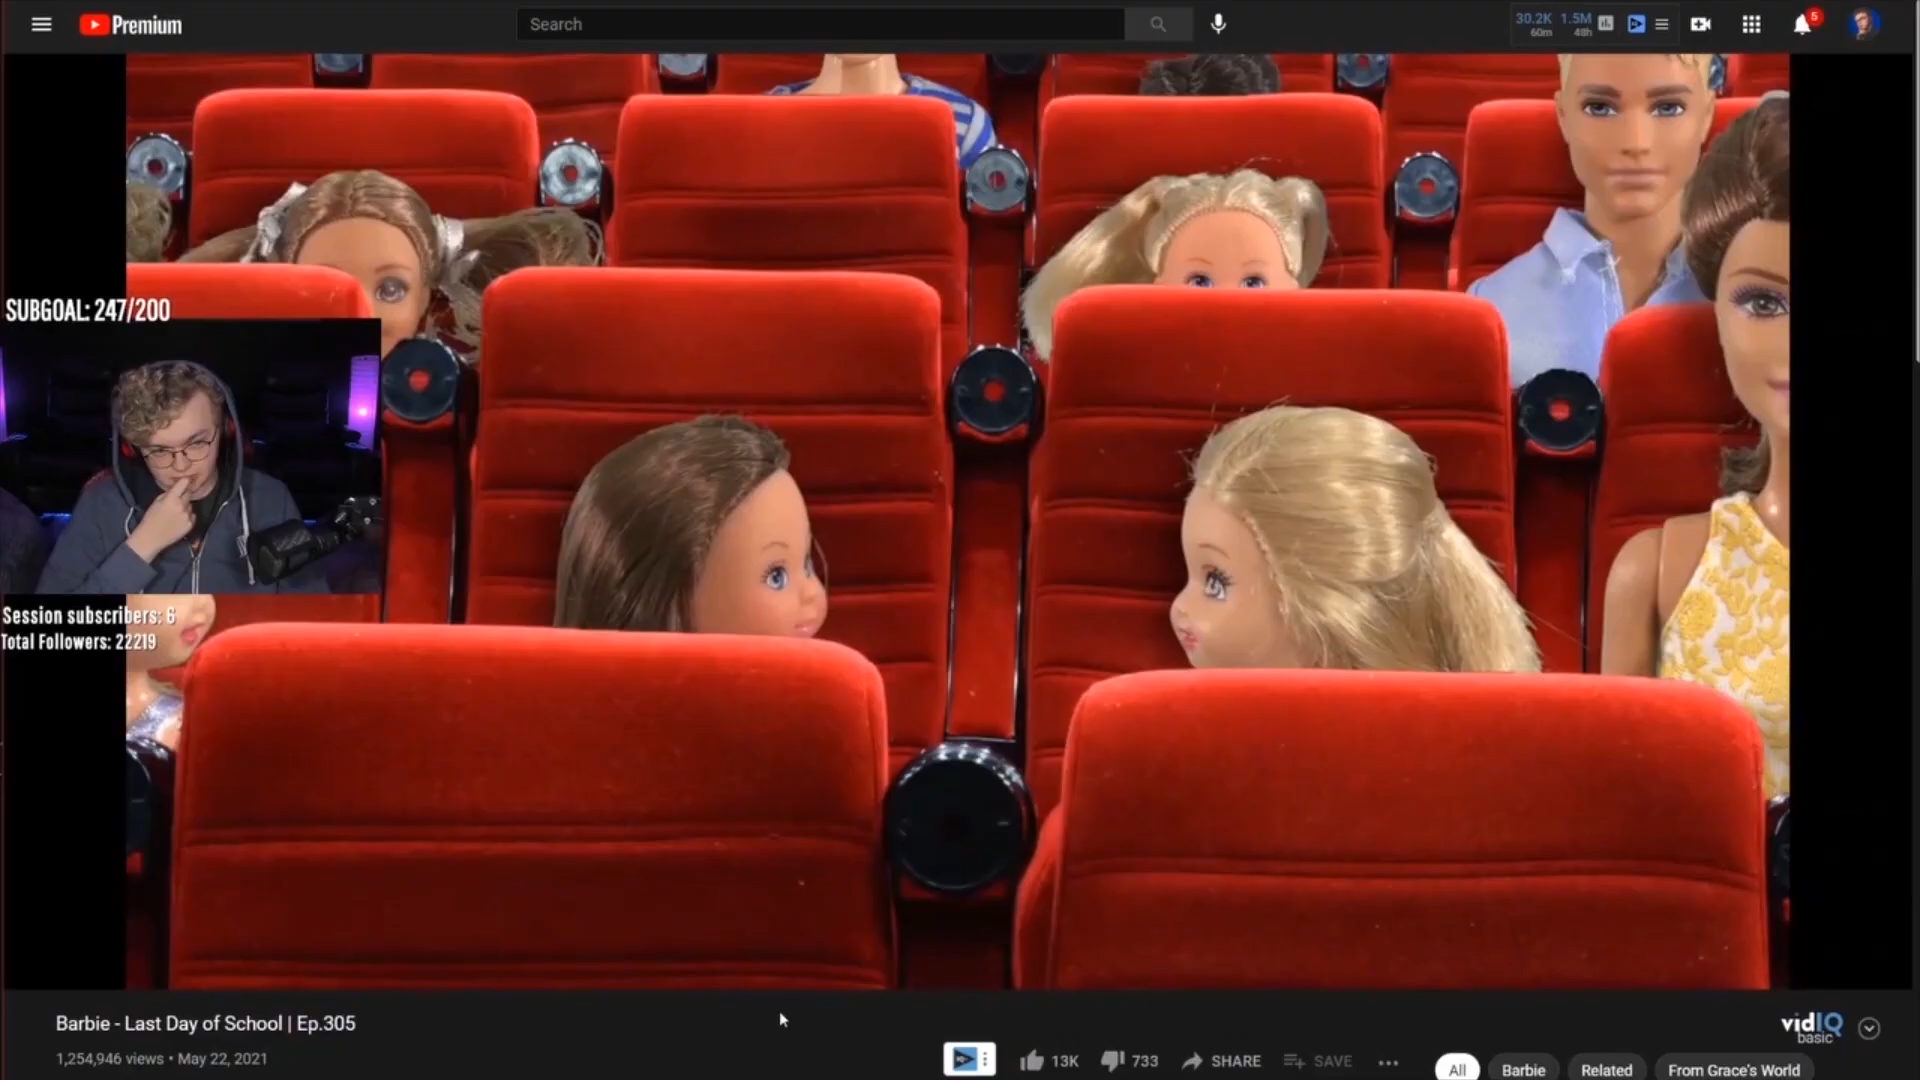 Premium
Search
30.2K 1.5M
60m 48h
5
SUBGOAL: 247/200
Session subscribers: 6
Total Followers: 22219
Barbie - Last Day of School | Ep.305
1,254,946 views • May 22, 2021
13K
733
SHARE
SAVE
vidIQ
basic
All
Barbie
Related
From Grace's World